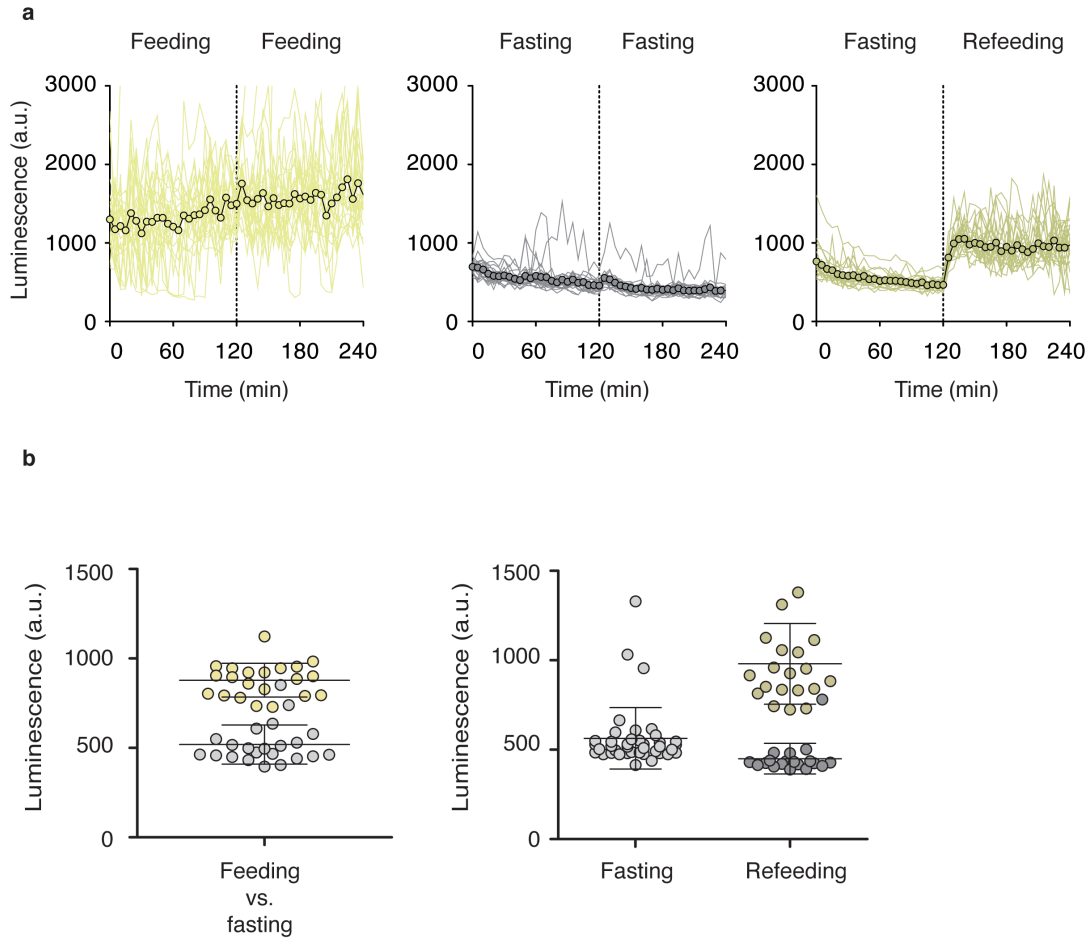 a
Feeding Feeding
Fasting Fasting
Fasting Refeeding
Luminescence (a.u.)
3000
2000
1000
0
0 60 120 180 240
Time (min)
3000
2000
1000
0
0 60 120 180 240
Time (min)
3000
2000
1000
0
0 60 120 180 240
Time (min)
b
Luminescence (a.u.)
1500
1000
500
0
Feeding
vs.
fasting
Luminescence (a.u.)
1500
1000
500
0
Fasting Refeeding